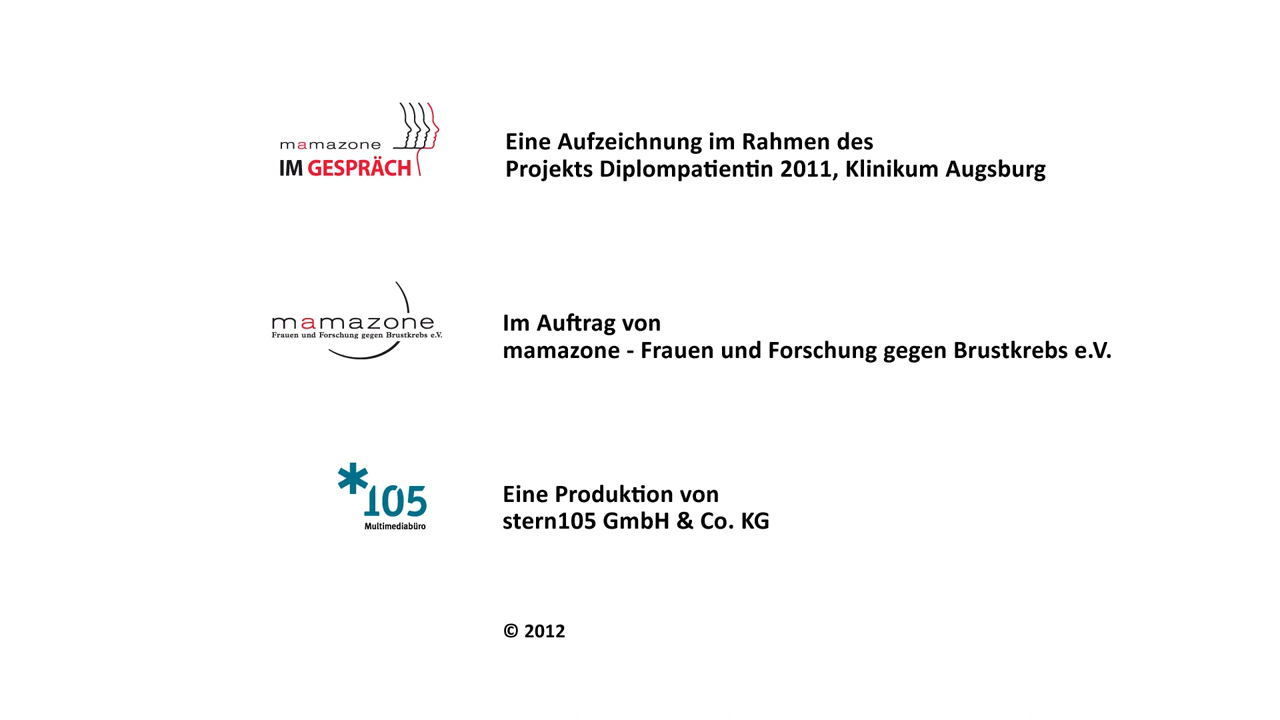 mamazone
IM GESPRÄCH
Eine Aufzeichnung im Rahmen des
Projekts Diplompatientin 2011, Klinikum Augsburg
mamazone
Frauen und Forschung gegen Brustkrebs e.V.
Im Auftrag von
mamazone - Frauen und Forschung gegen Brustkrebs e.V.
*105
Multimediabüro
Eine Produktion von
stern105 GmbH & Co. KG
© 2012